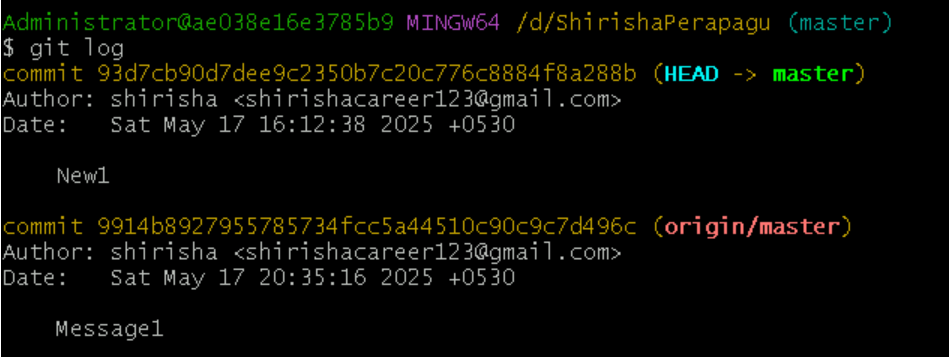 Administrator@ae038e16e3785b9 MINGW64 /d/ShirishaPerapagu (master)
$ git log
commit 93d7cb90d7dee9c2350b7c20c776c8884f8a288b (HEAD -> master)
Author: shirisha <shirishacareer123@gmail.com>
Date:   Sat May 17 16:12:38 2025 +0530
    New1
commit 9914b8927955785734fcc5a44510c90c9c7d496c (origin/master)
Author: shirisha <shirishacareer123@gmail.com>
Date:   Sat May 17 20:35:16 2025 +0530
    Message1